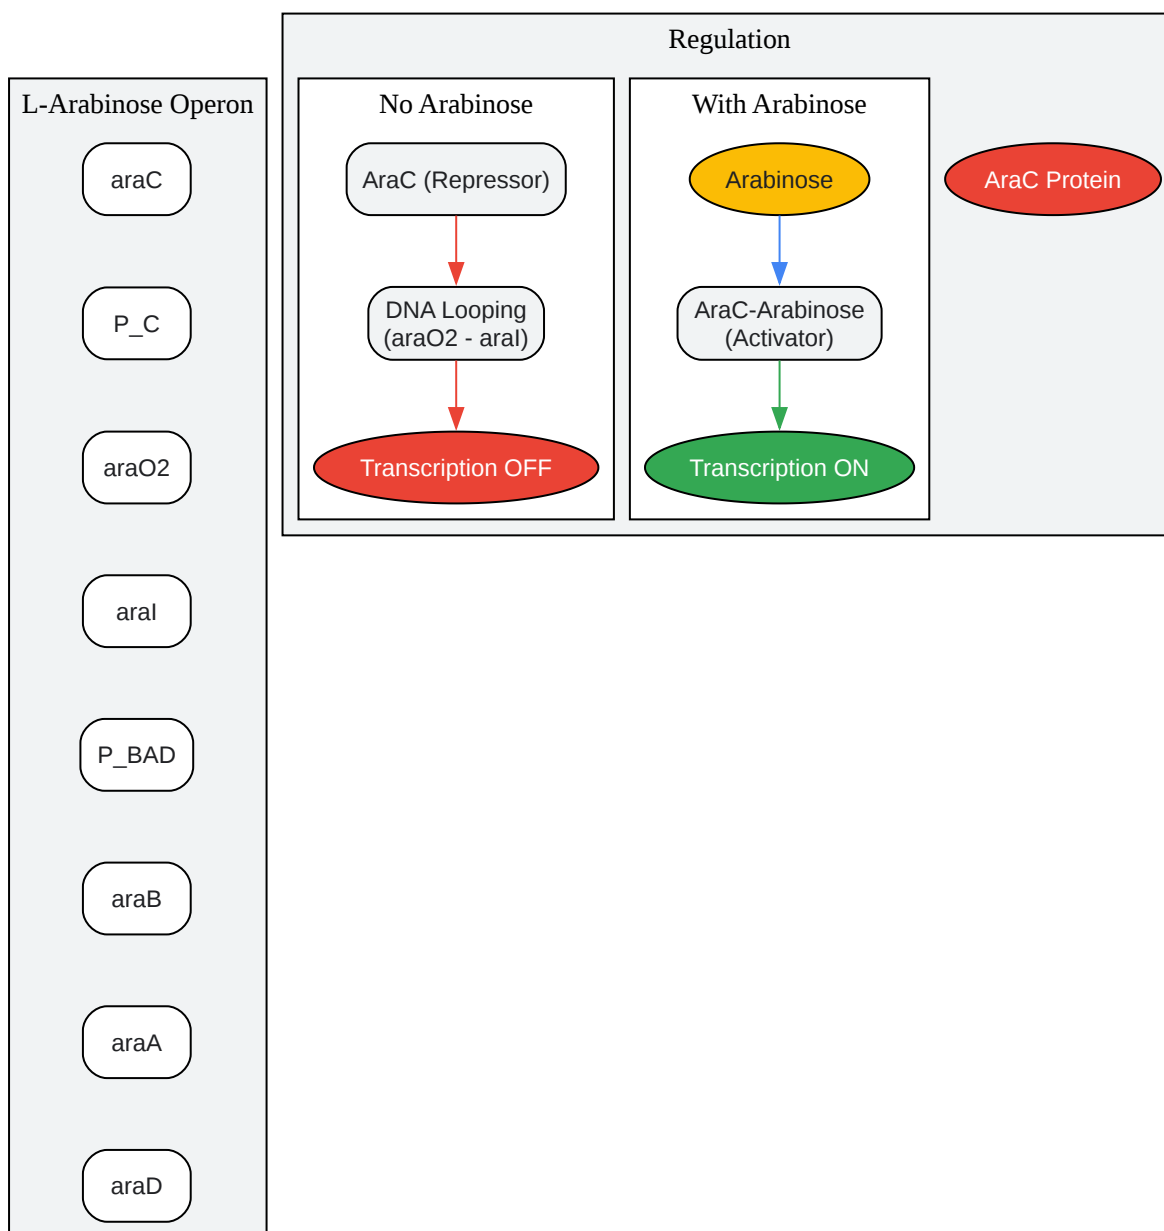 L-Arabinose Operon
araC
P_C
araO2
araI
P_BAD
araB
araA
araD
Regulation
No Arabinose
AraC (Repressor)
DNA Looping
(araO2 - araI)
Transcription OFF
With Arabinose
Arabinose
AraC-Arabinose
(Activator)
Transcription ON
AraC Protein